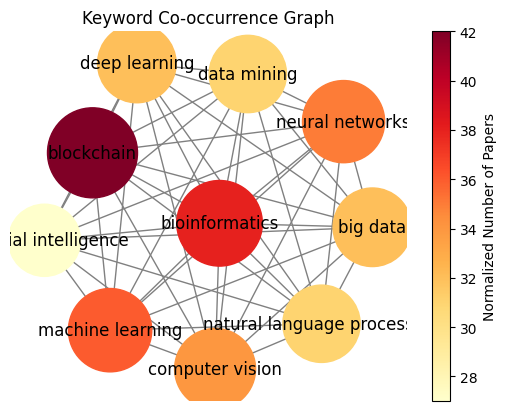 Keyword Co-occurrence Graph
deep learning
data mining
neural networks
blockchain
bioinformatics
big data
ial intelligence
natural language process
machine learning
computer vision
42
40
38
36
34
32
30
28
Normalized Number of Papers